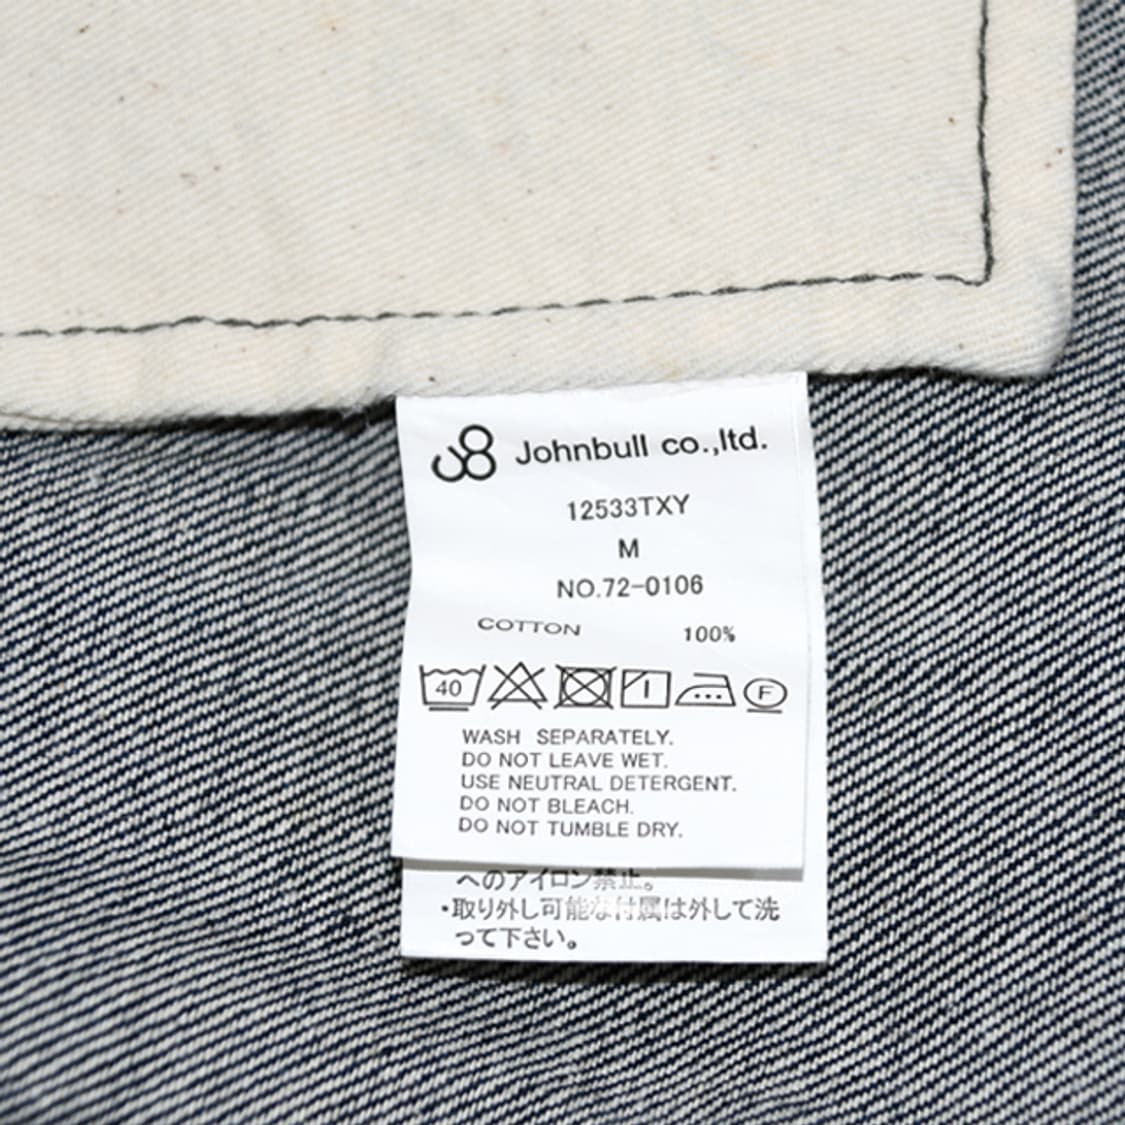 Johnbull co.,ltd.
12533TXY
M
NO.72-0106
COTTON 100%
40 F
WASH SEPARATELY.
DO NOT LEAVE WET.
USE NEUTRAL DETERGENT.
DO NOT BLEACH.
DO NOT TUMBLE DRY.
へのアイロン禁止。
・取り外し可能な付属は外して洗
って下さい。